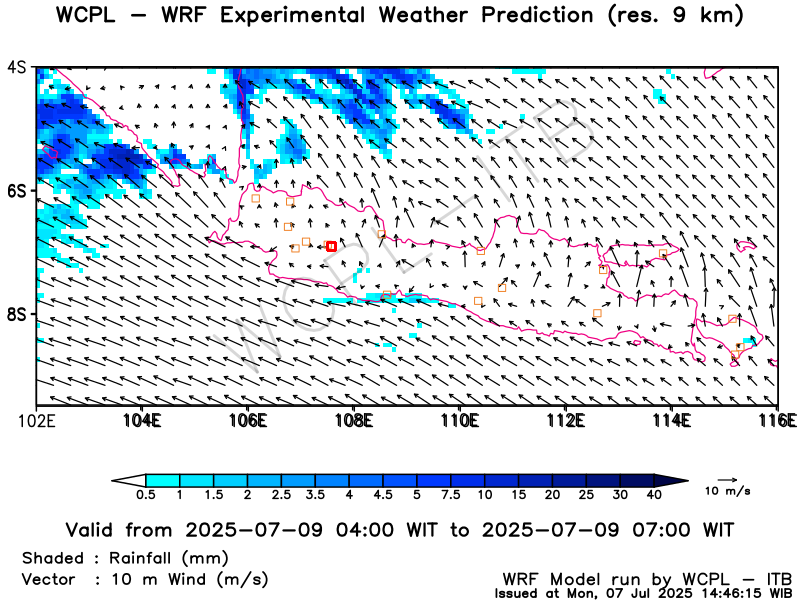 WCPL – WRF Experimental Weather Prediction (res. 9 km)
4S
6S
8S
WCPL-ITB
102E 104E 106E 108E 110E 112E 114E 116E
0.5 1 1.5 2 2.5 3.5 4 4.5 5 7.5 10 15 20 25 30 40
10 m/s
Valid from 2025-07-09 04:00 WIT to 2025-07-09 07:00 WIT
Shaded : Rainfall (mm)
Vector : 10 m Wind (m/s)
WRF Model run by WCPL – ITB
Issued at Mon, 07 Jul 2025 14:46:15 WIB